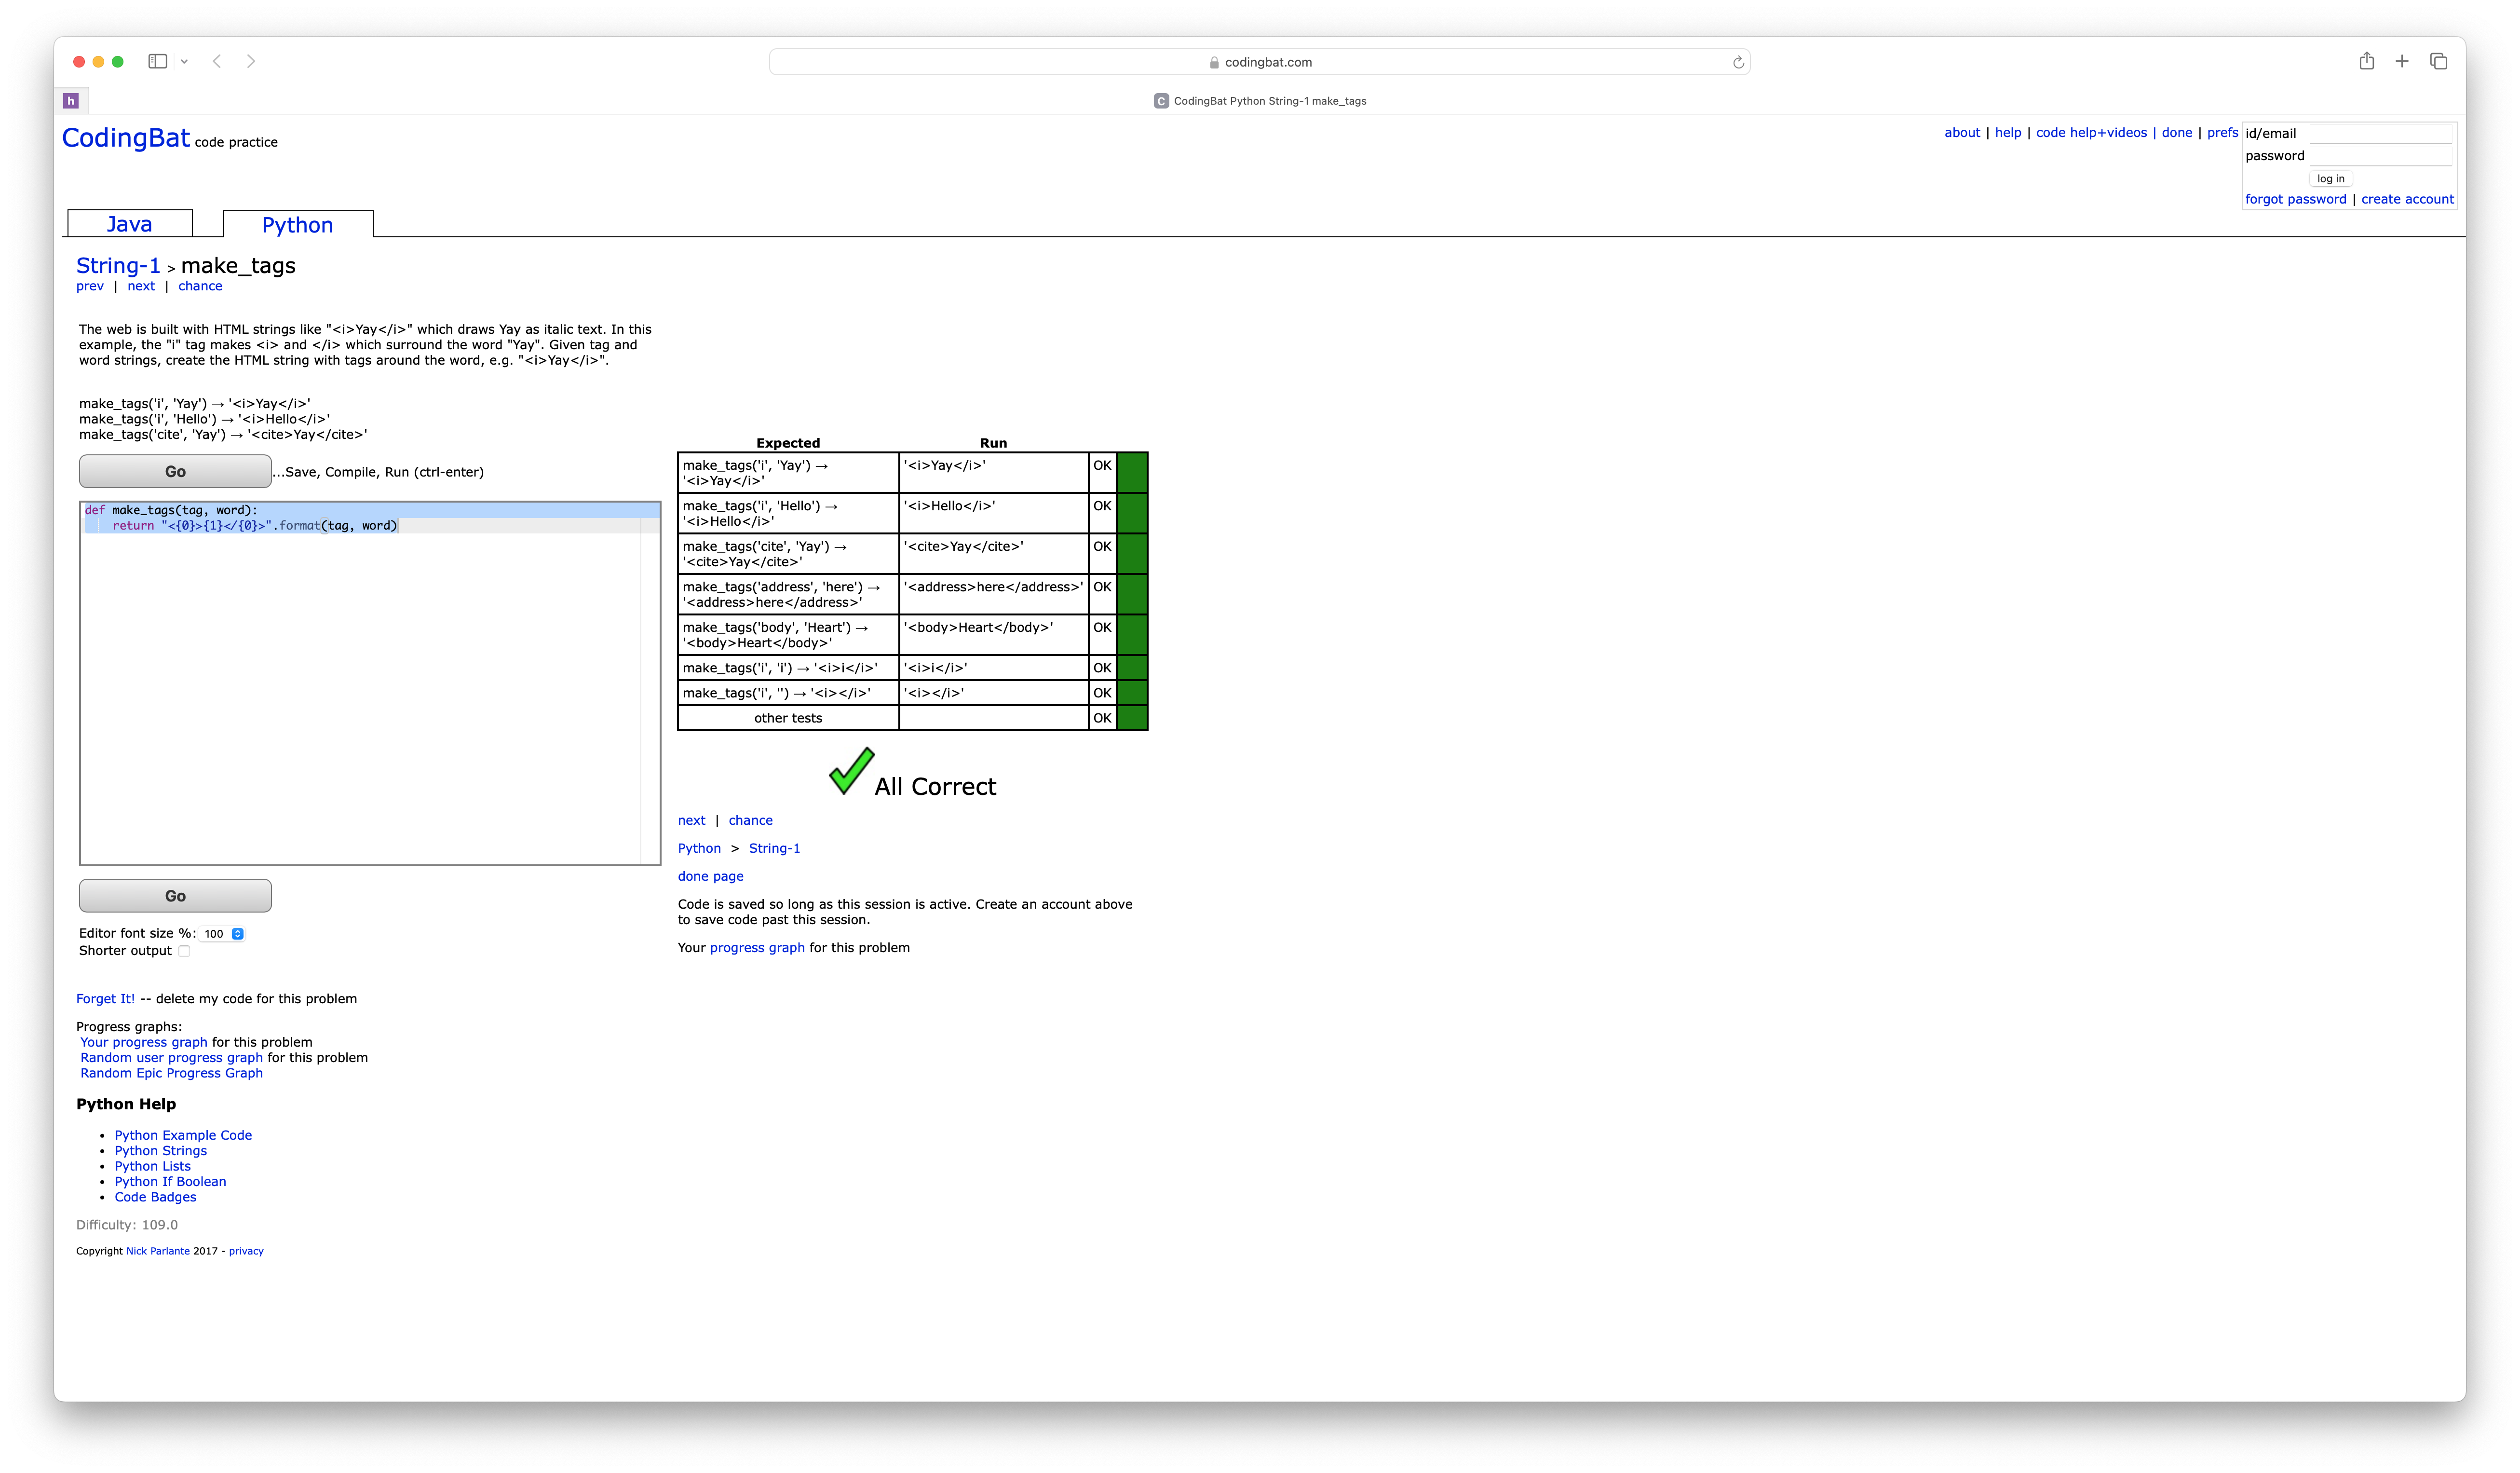 codingbat.com
h
C CodingBat Python String-1 make_tags
CodingBat code practice
about | help | code help+videos | done | prefs
id/email
password
log in
forgot password | create account
Java
Python
String-1 > make_tags
prev | next | chance
The web is built with HTML strings like "<i>Yay</i>" which draws Yay as italic text. In this
example, the "i" tag makes <i> and </i> which surround the word "Yay". Given tag and
word strings, create the HTML string with tags around the word, e.g. "<i>Yay</i>".
make_tags('i', 'Yay') → '<i>Yay</i>'
make_tags('i', 'Hello') → '<i>Hello</i>'
make_tags('cite', 'Yay') → '<cite>Yay</cite>'
Go ...Save, Compile, Run (ctrl-enter)
def make_tags(tag, word):
    return "<{0}>{1}</{0}>".format(tag, word)
Go
Editor font size %: 100
Shorter output
Expected Run
make_tags('i', 'Yay') → '<i>Yay</i>' OK
'<i>Yay</i>'
make_tags('i', 'Hello') → '<i>Hello</i>' OK
'<i>Hello</i>'
make_tags('cite', 'Yay') → '<cite>Yay</cite>' OK
'<cite>Yay</cite>'
make_tags('address', 'here') → '<address>here</address>' OK
'<address>here</address>'
make_tags('body', 'Heart') → '<body>Heart</body>' OK
'<body>Heart</body>'
make_tags('i', 'i') → '<i>i</i>' '<i>i</i>' OK
make_tags('i', '') → '<i></i>' '<i></i>' OK
other tests OK
All Correct
next | chance
Python > String-1
done page
Code is saved so long as this session is active. Create an account above
to save code past this session.
Your progress graph for this problem
Forget It! -- delete my code for this problem
Progress graphs:
Your progress graph for this problem
Random user progress graph for this problem
Random Epic Progress Graph
Python Help
• Python Example Code
• Python Strings
• Python Lists
• Python If Boolean
• Code Badges
Difficulty: 109.0
Copyright Nick Parlante 2017 - privacy